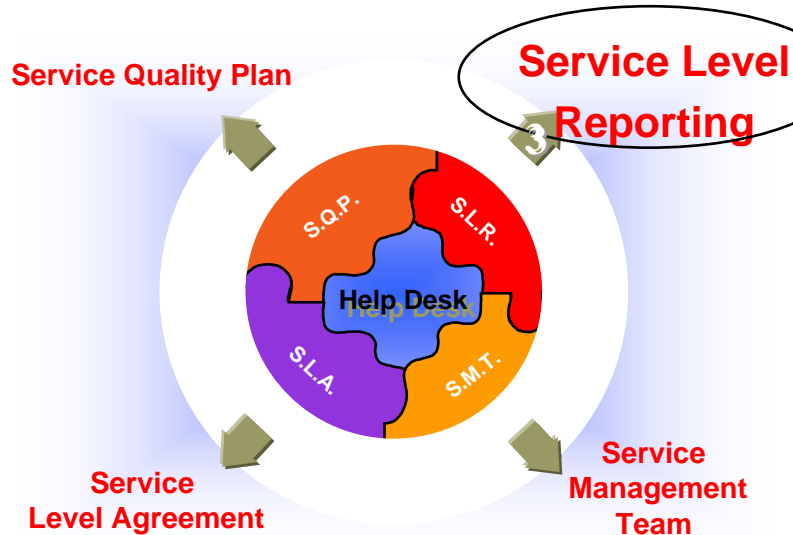 Service Quality Plan
Service Level
Reporting
3
S.Q.P.
S.L.R.
Help Desk
S.L.A.
S.M.T.
Service
Level Agreement
Service
Management
Team